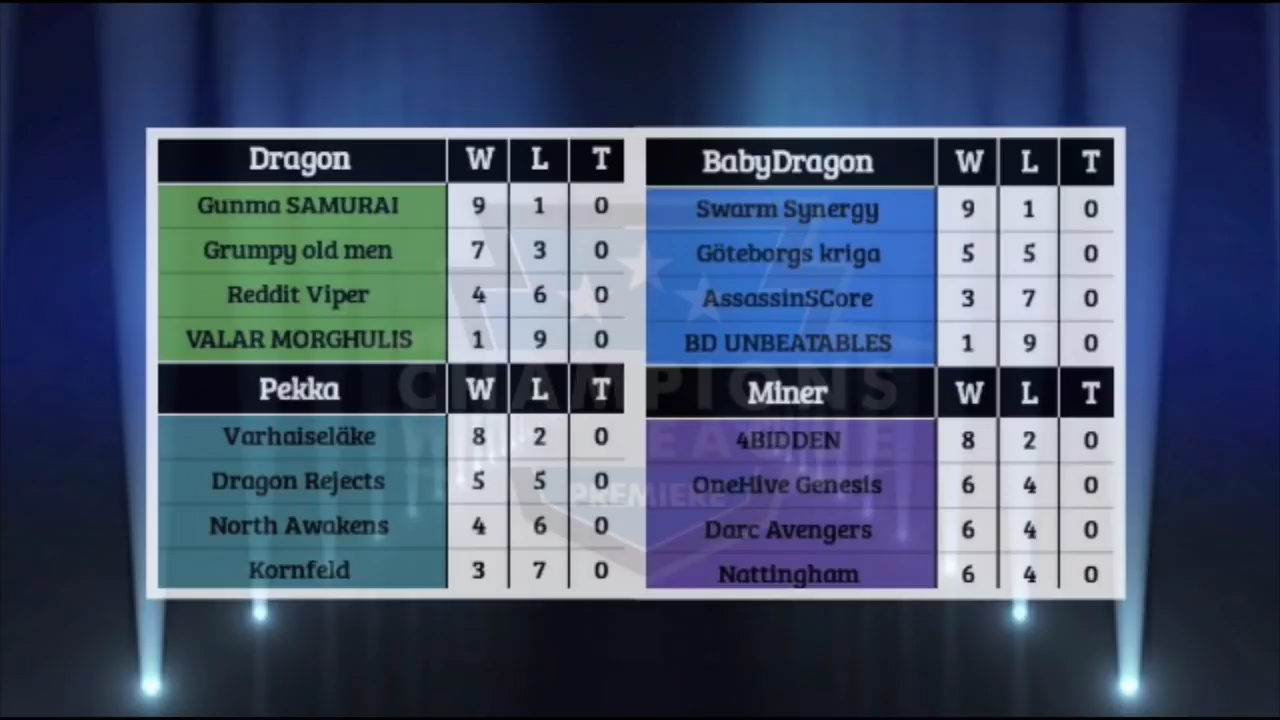 Dragon W L T
Gunma SAMURAI 9 1 0
Grumpy old men 7 3 0
Reddit Viper 4 6 0
VALAR MORGHULIS 1 9 0
Pekka W L T
Varhaiseläke 8 2 0
Dragon Rejects 5 5 0
North Awakens 4 6 0
Kornfeld 3 7 0
BabyDragon W L T
Swarm Synergy 9 1 0
Göteborgs kriga 5 5 0
AssassinSCore 3 7 0
BD UNBEATABLES 1 9 0
Miner W L T
4BIDDEN 8 2 0
OneHive Genesis 6 4 0
Darc Avengers 6 4 0
Nattingham 6 4 0
CHAMPIONS
WAR LEAGUE
PREMIERE